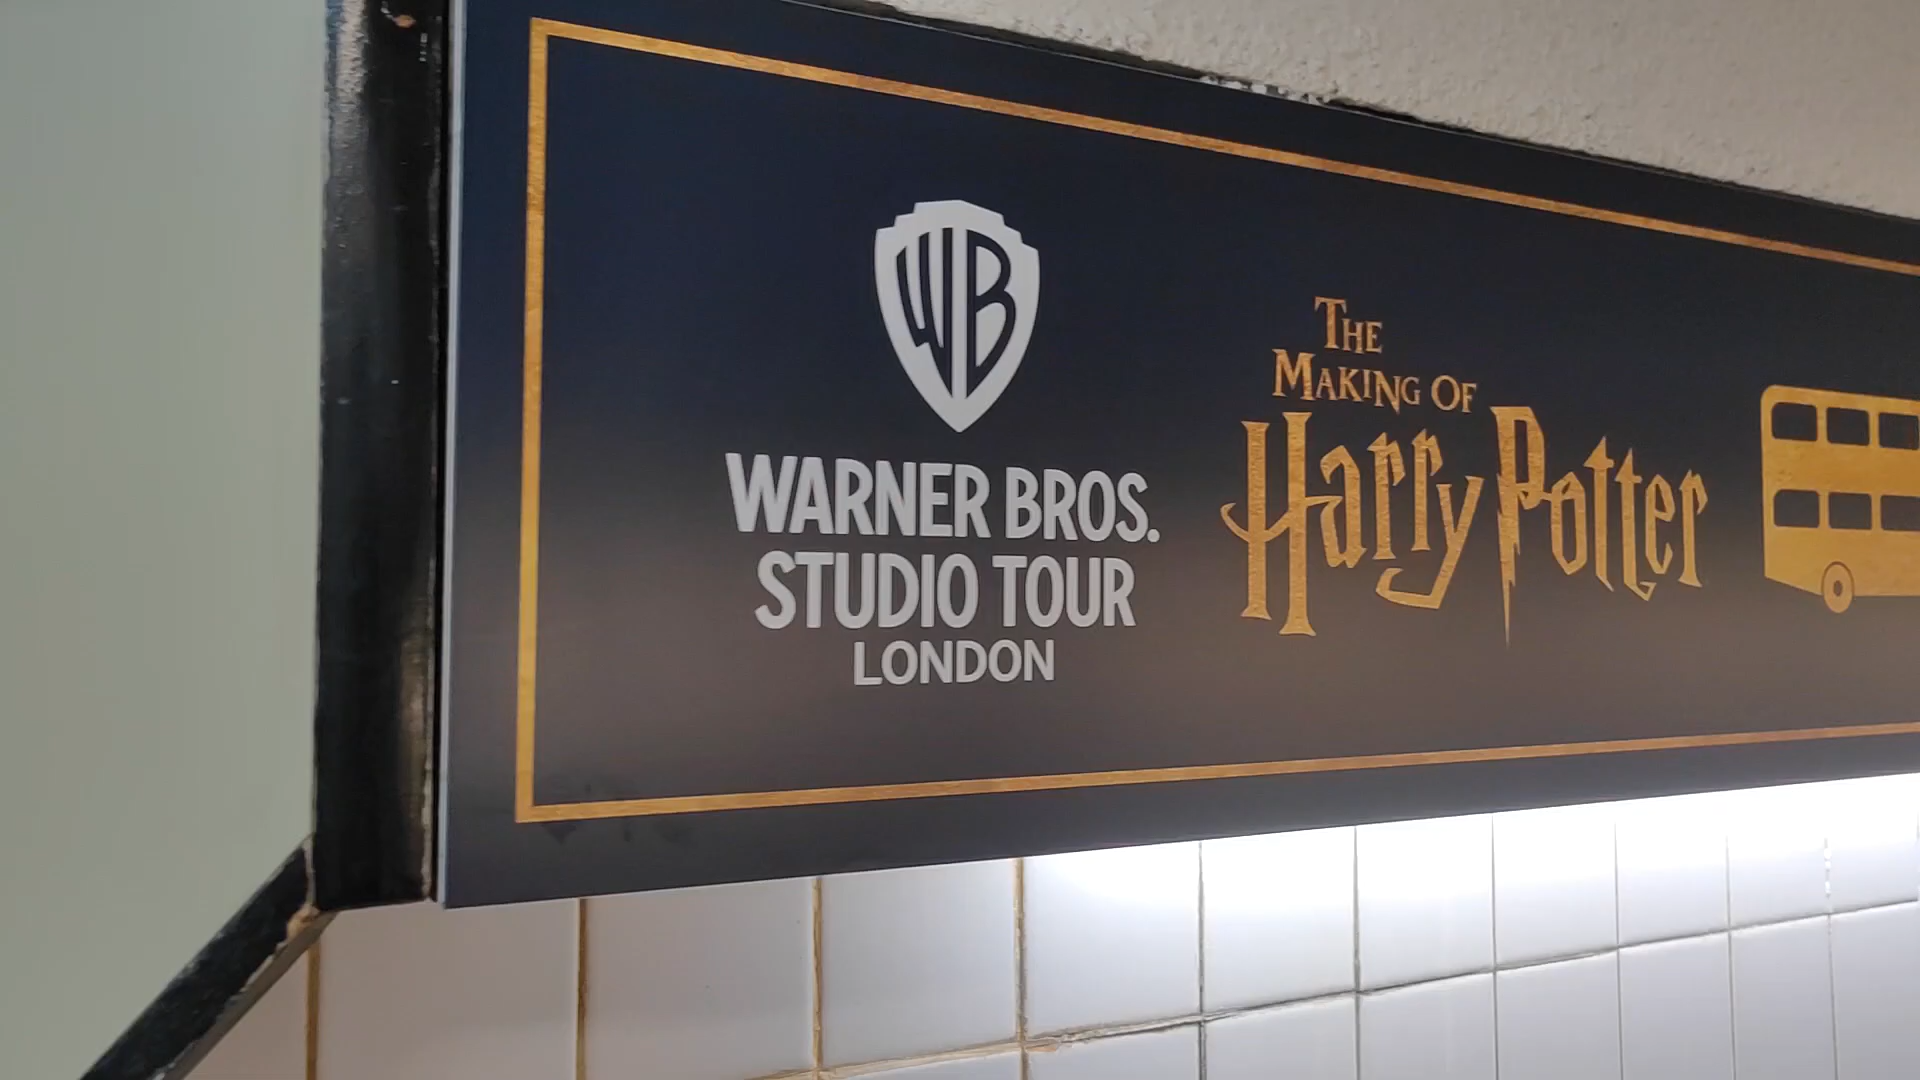 WB
WARNER BROS.
STUDIO TOUR
LONDON
THE
MAKING OF
Harry Potter